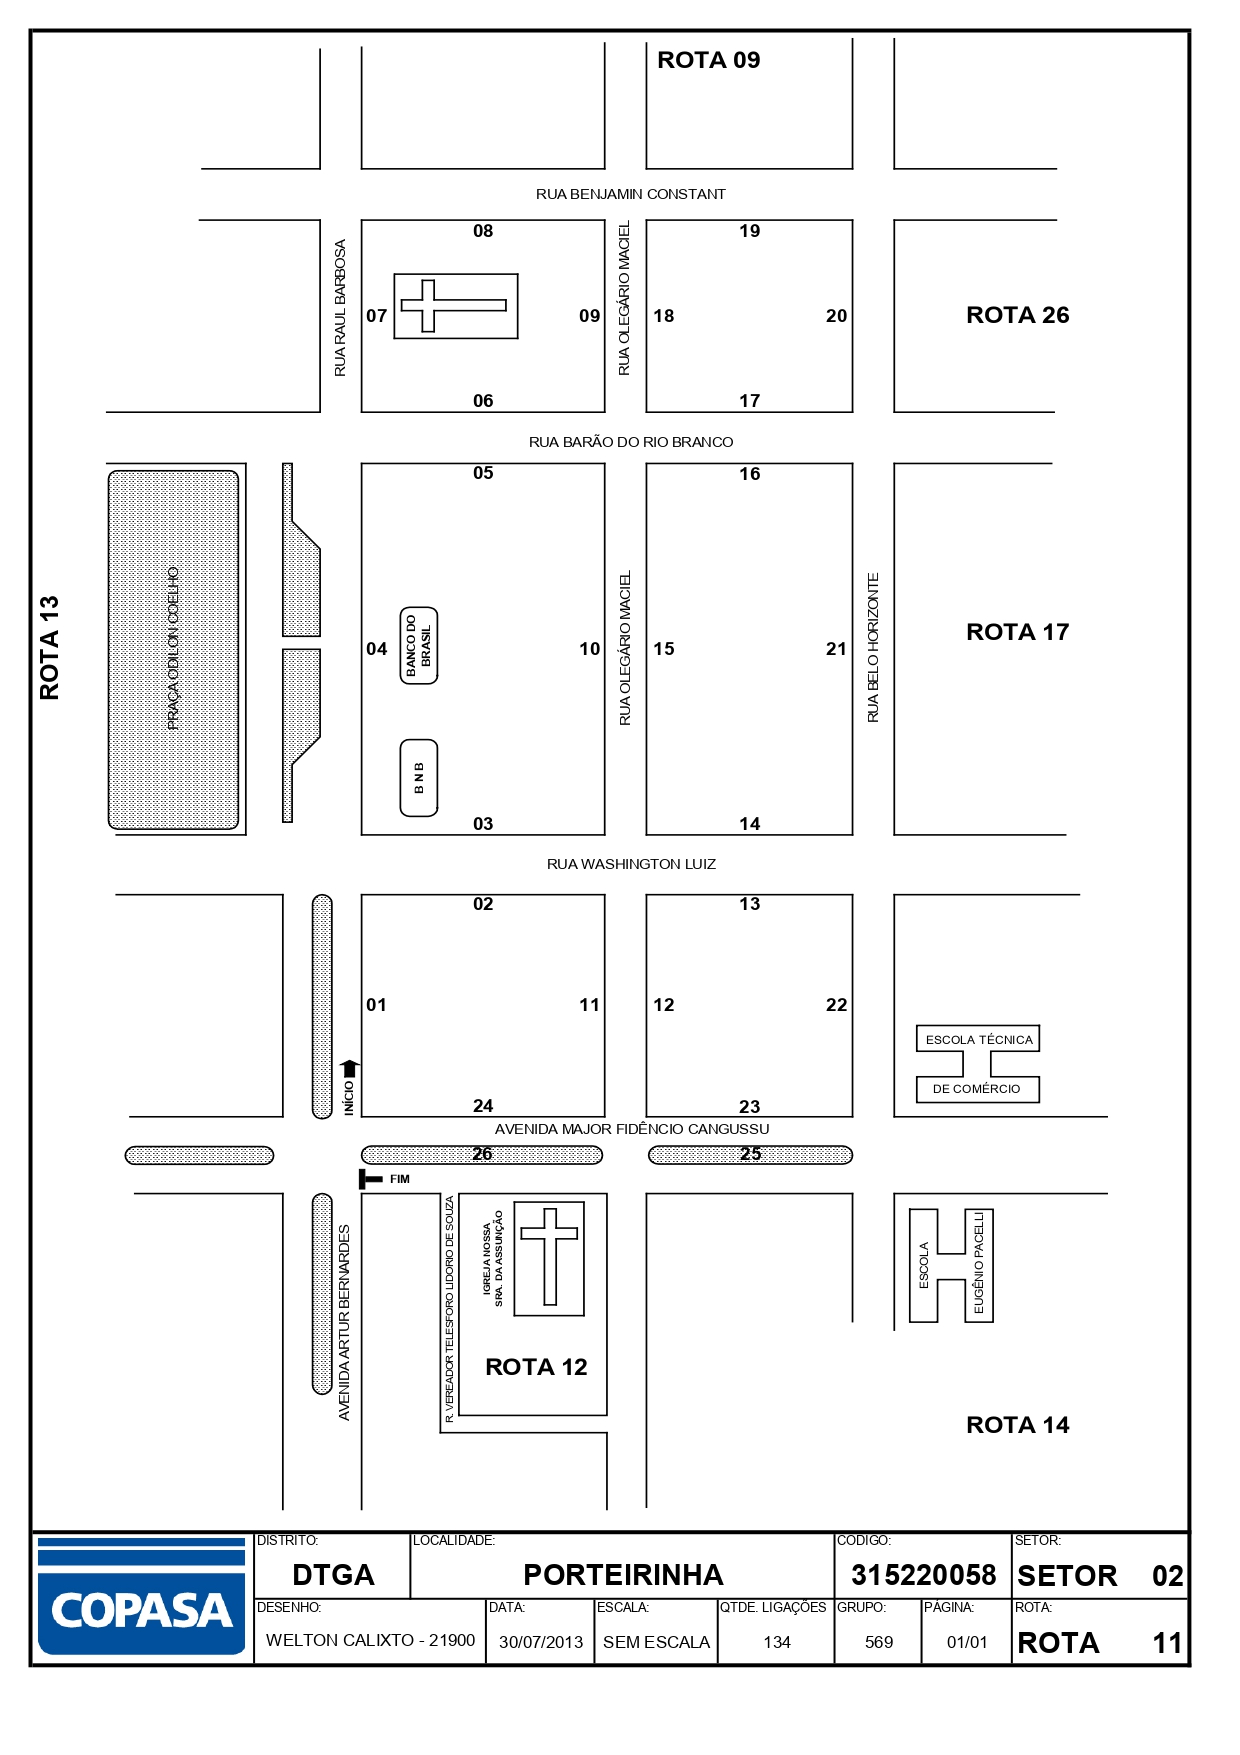 ROTA 09
RUA BENJAMIN CONSTANT
08
19
RUA RAUL BARBOSA
RUA OLEGÁRIO MACIEL
07
09
18
20
ROTA 26
06
17
RUA BARÃO DO RIO BRANCO
05
16
ROTA 13
PRAÇA ODILON COELHO
04
BANCO DO
BRASIL
10
RUA OLEGÁRIO MACIEL
15
21
RUA BELO HORIZONTE
ROTA 17
B N B
03
14
RUA WASHINGTON LUIZ
02
13
01
11
12
22
INÍCIO
ESCOLA TÉCNICA
DE COMÉRCIO
24
23
AVENIDA MAJOR FIDÊNCIO CANGUSSU
26
25
FIM
AVENIDA ARTUR BERNARDES
R. VEREADOR TELESFORO LIDORIO DE SOUZA
IGREJA NOSSA
SRA. DA ASSUNÇÃO
ESCOLA
EUGÊNIO PACELLI
ROTA 12
ROTA 14
COPASA
DISTRITO:
DTGA
LOCALIDADE:
PORTEIRINHA
CODIGO:
315220058
SETOR:
SETOR 02
DESENHO:
WELTON CALIXTO - 21900
DATA:
30/07/2013
ESCALA:
SEM ESCALA
QTDE. LIGAÇÕES
134
GRUPO:
569
PÁGINA:
01/01
ROTA:
ROTA 11